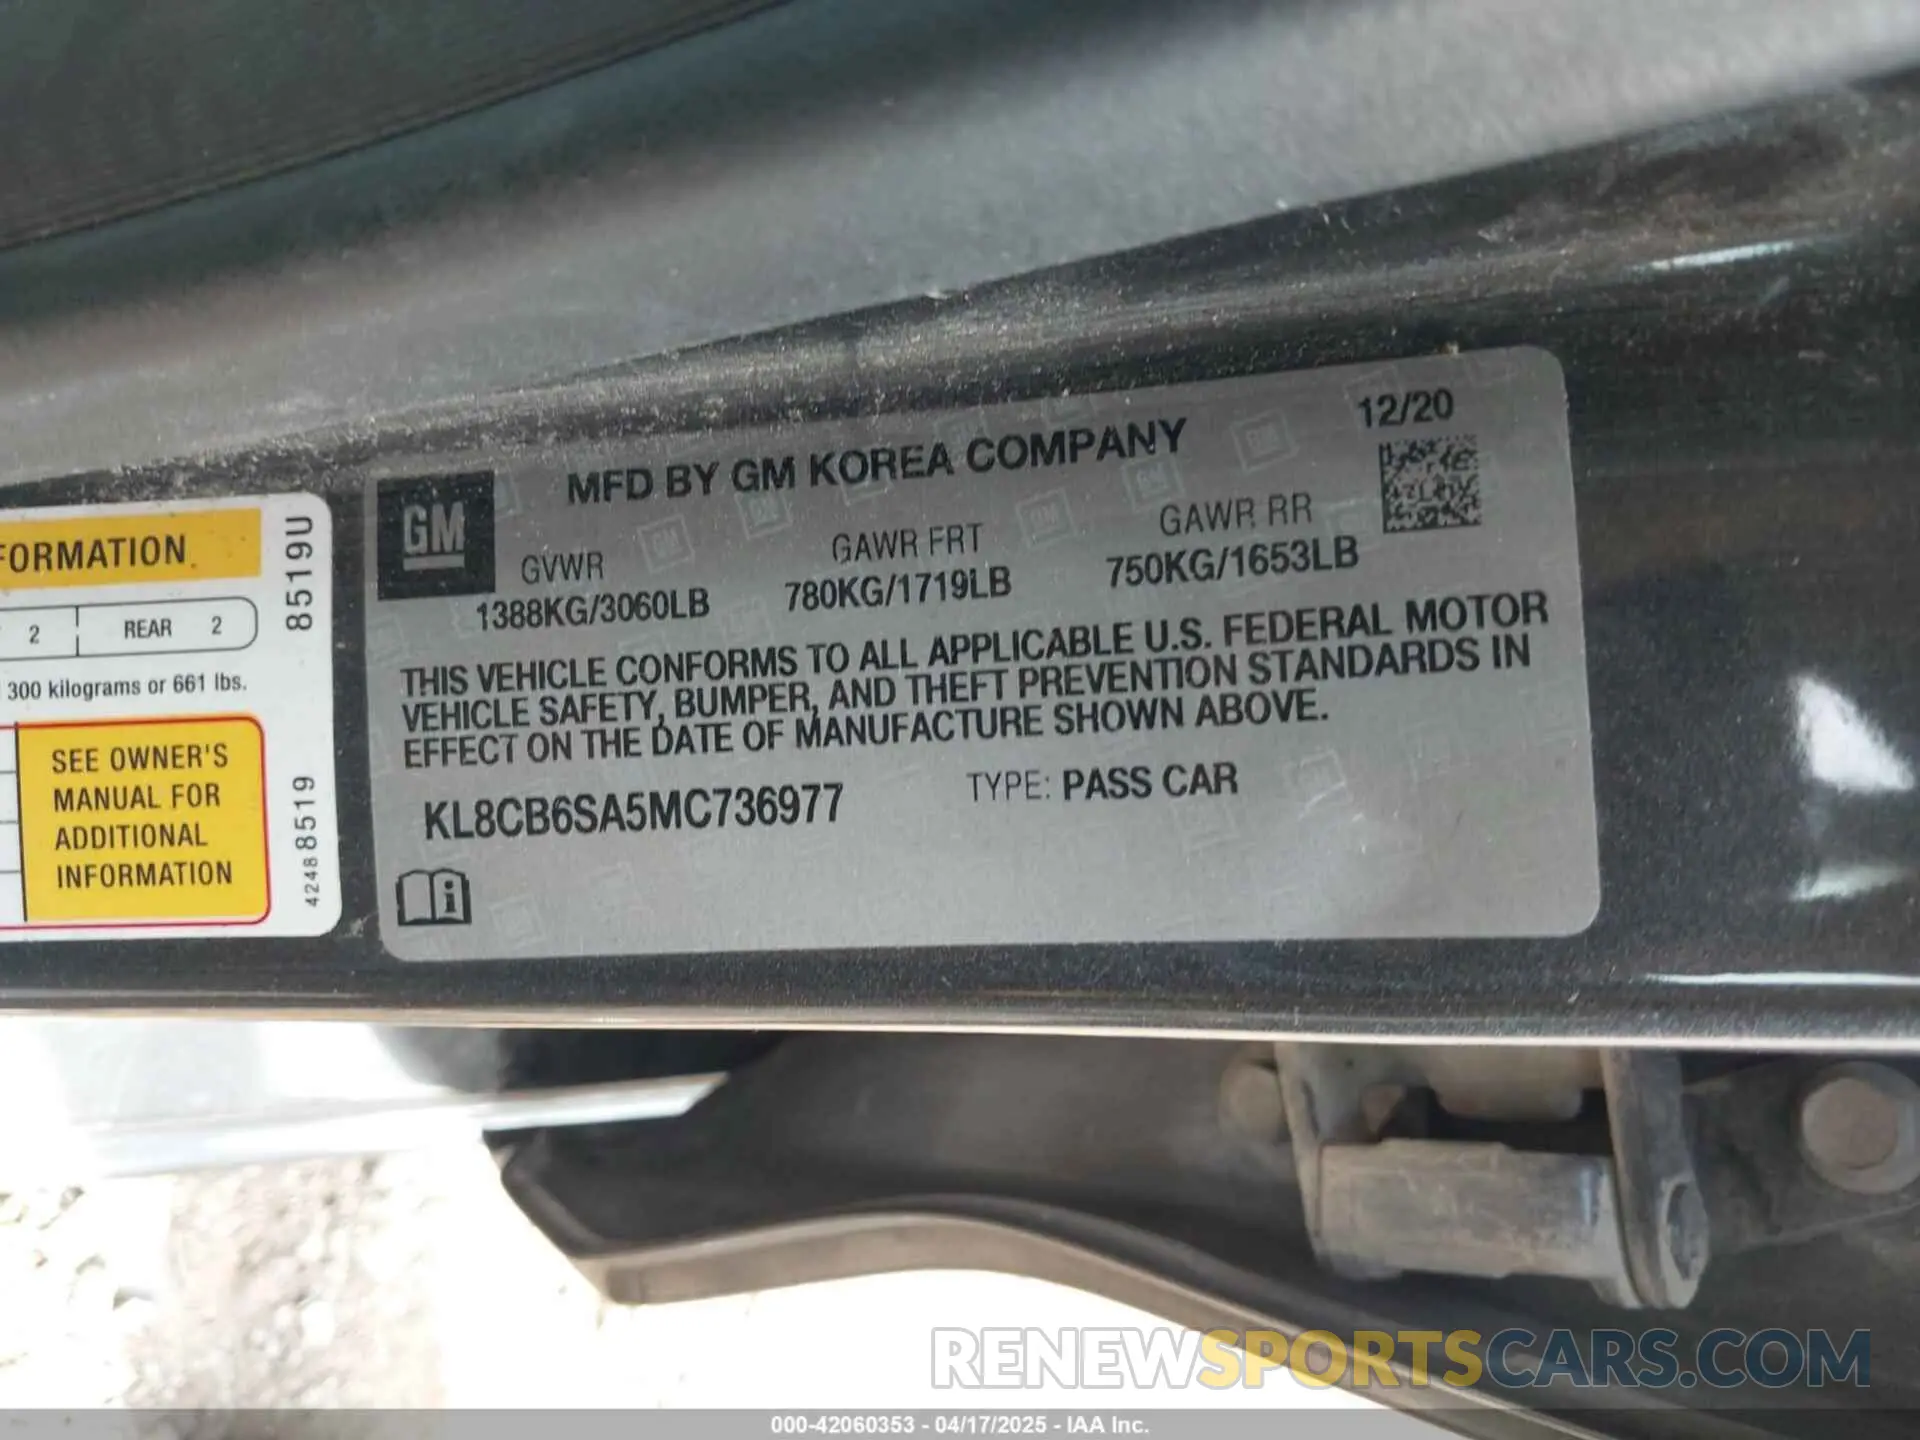 FORMATION
2
REAR 2
300 kilograms or 661 lbs.
SEE OWNER'S
MANUAL FOR
ADDITIONAL
INFORMATION
8519U
42488519
GM
MFD BY GM KOREA COMPANY
12/20
GVWR
GAWR FRT
GAWR RR
1388KG/3060LB
780KG/1719LB
750KG/1653LB
THIS VEHICLE CONFORMS TO ALL APPLICABLE U.S. FEDERAL MOTOR
VEHICLE SAFETY, BUMPER, AND THEFT PREVENTION STANDARDS IN
EFFECT ON THE DATE OF MANUFACTURE SHOWN ABOVE.
KL8CB6SA5MC736977
TYPE: PASS CAR
RENEWSPORTSCARS.COM
000-42060353 - 04/17/2025 - IAA Inc.